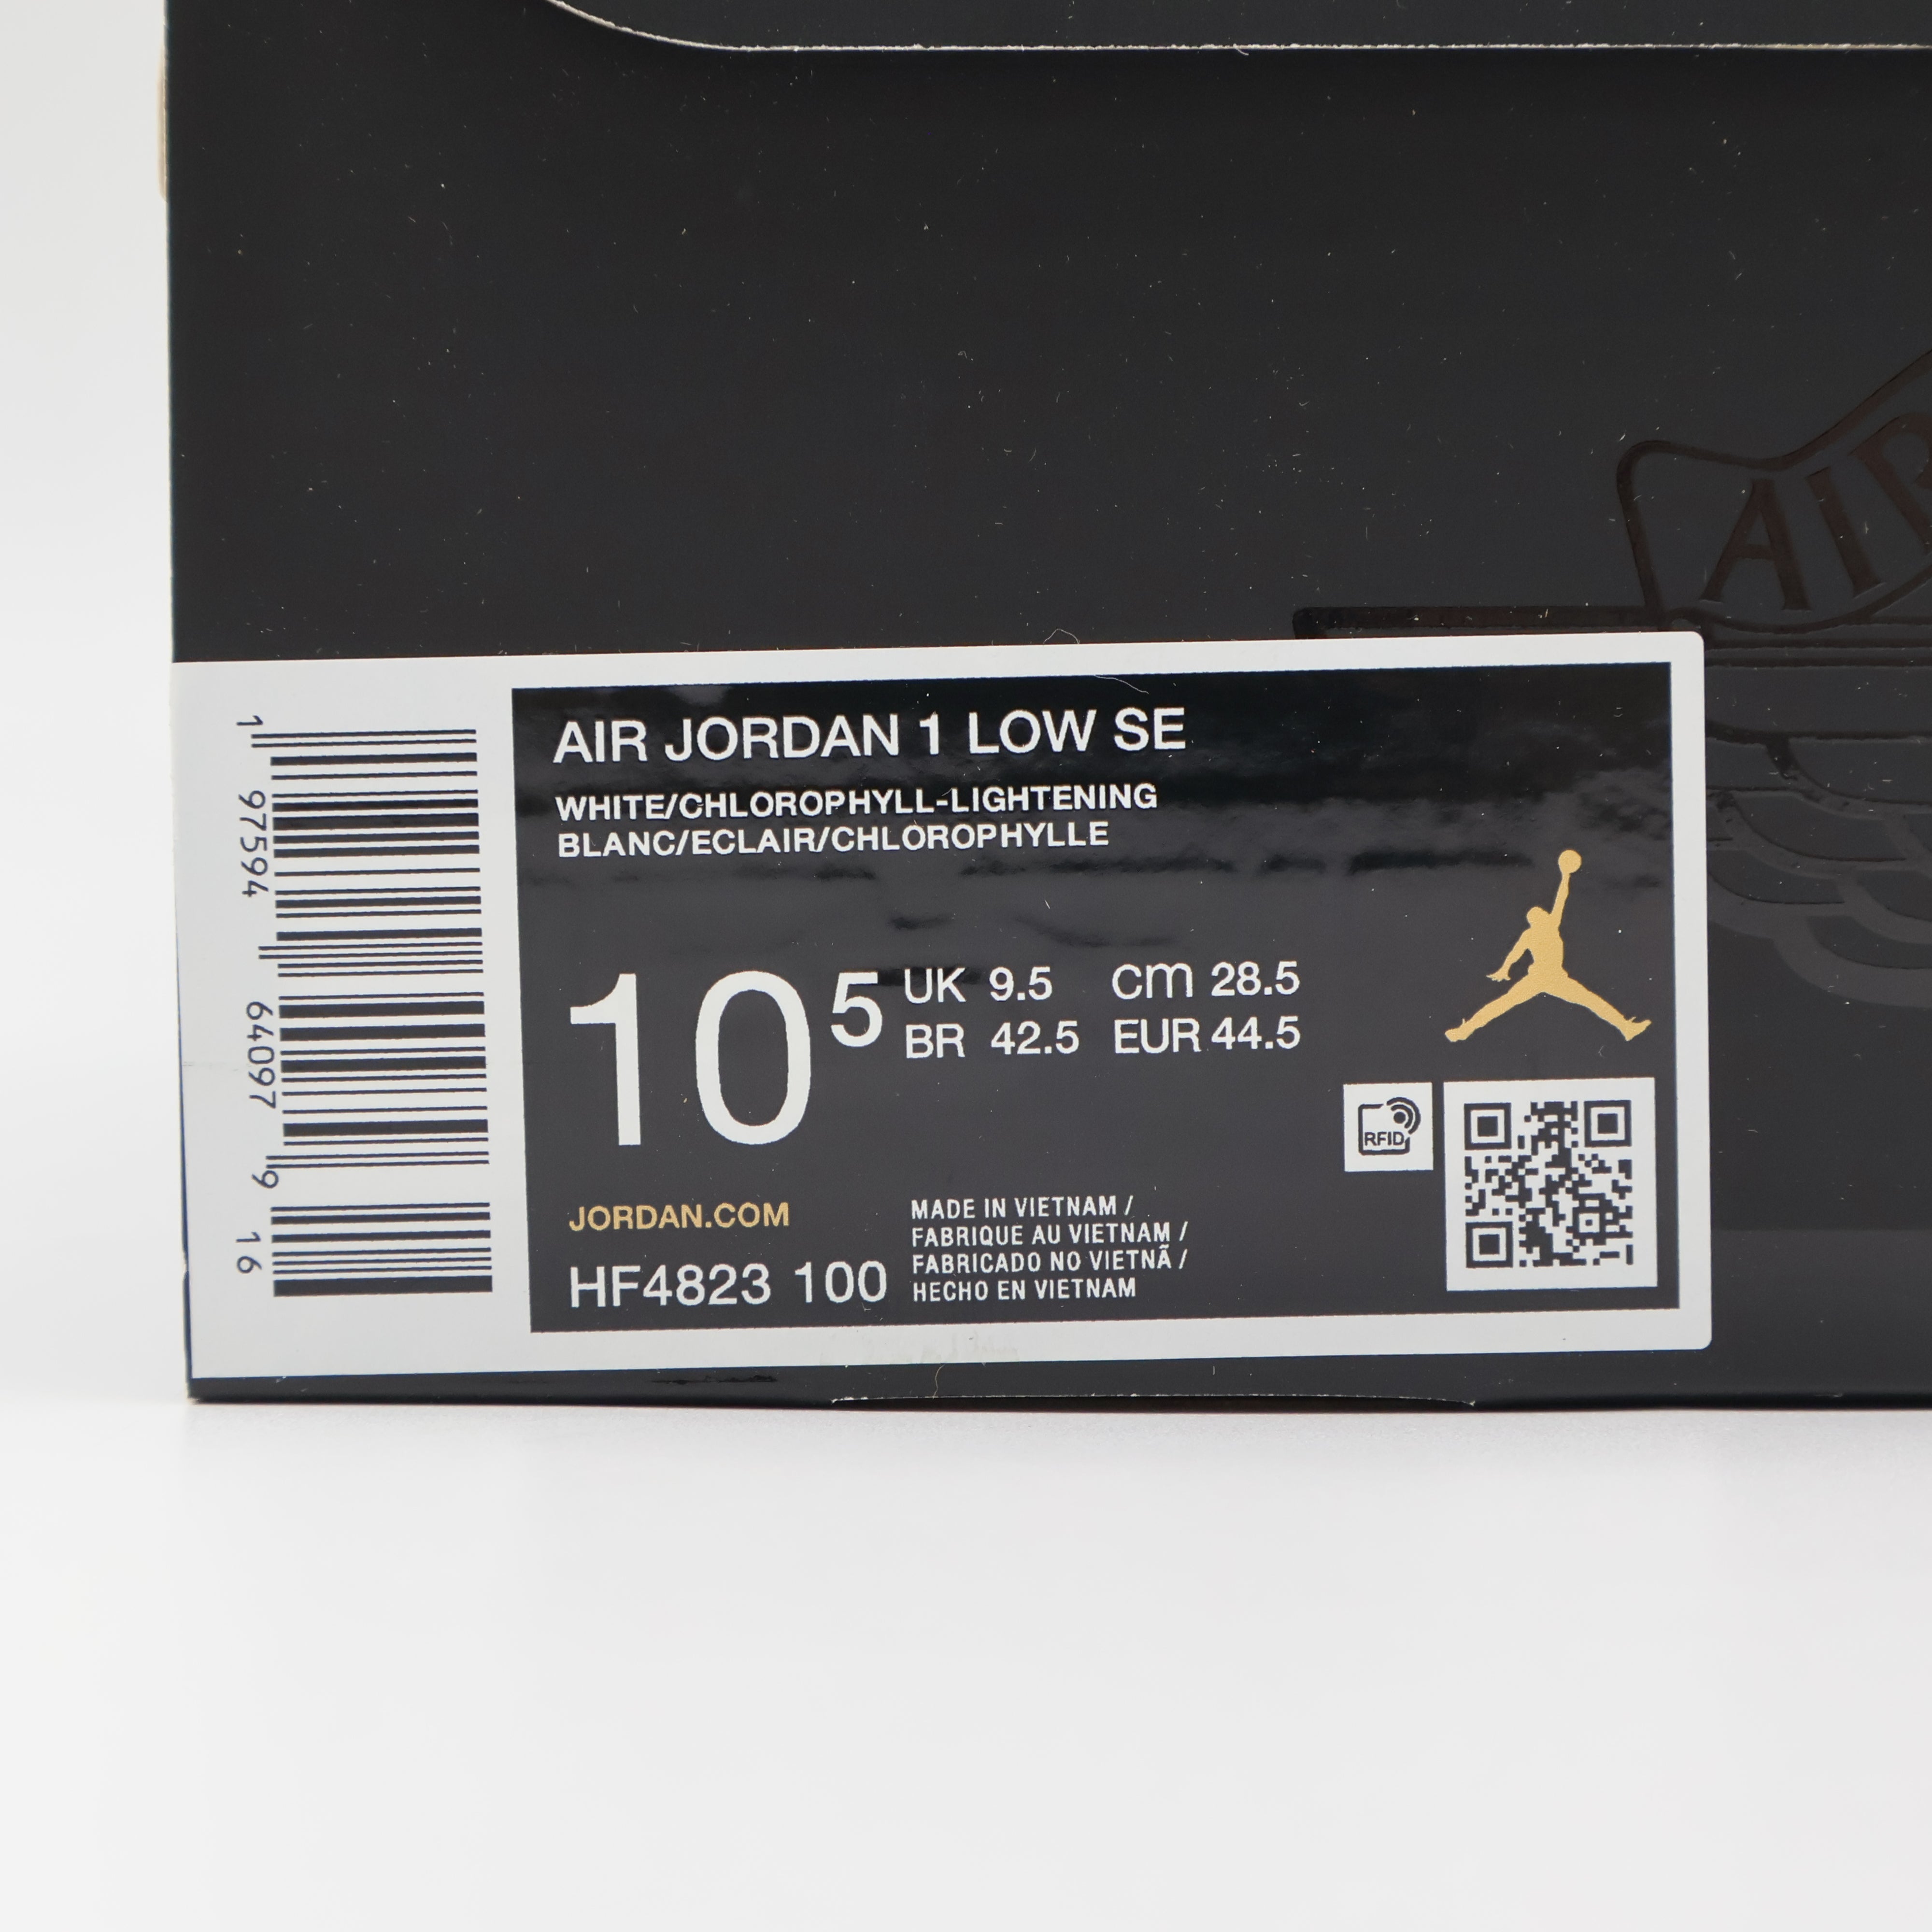 AIR
AIR JORDAN 1 LOW SE
WHITE/CHLOROPHYLL-LIGHTENING
BLANC/ECLAIR/CHLOROPHYLLE
10 5
UK 9.5 cm 28.5
BR 42.5 EUR 44.5
RFID
JORDAN.COM
HF4823 100
MADE IN VIETNAM /
FABRIQUE AU VIETNAM /
FABRICADO NO VIETNÃ /
HECHO EN VIETNAM
1 97594 64097 9 16